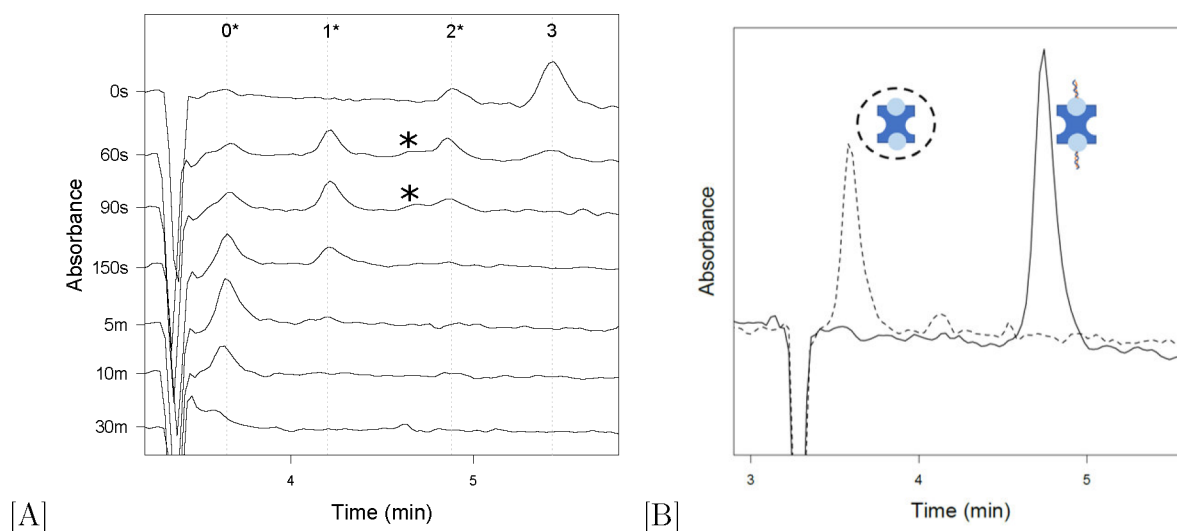 0* 1* 2* 3
0s
60s
*
90s
*
150s
5m
10m
30m
Absorbance
4 5
Time (min)
[A]
Absorbance
3 4 5
Time (min)
[B]